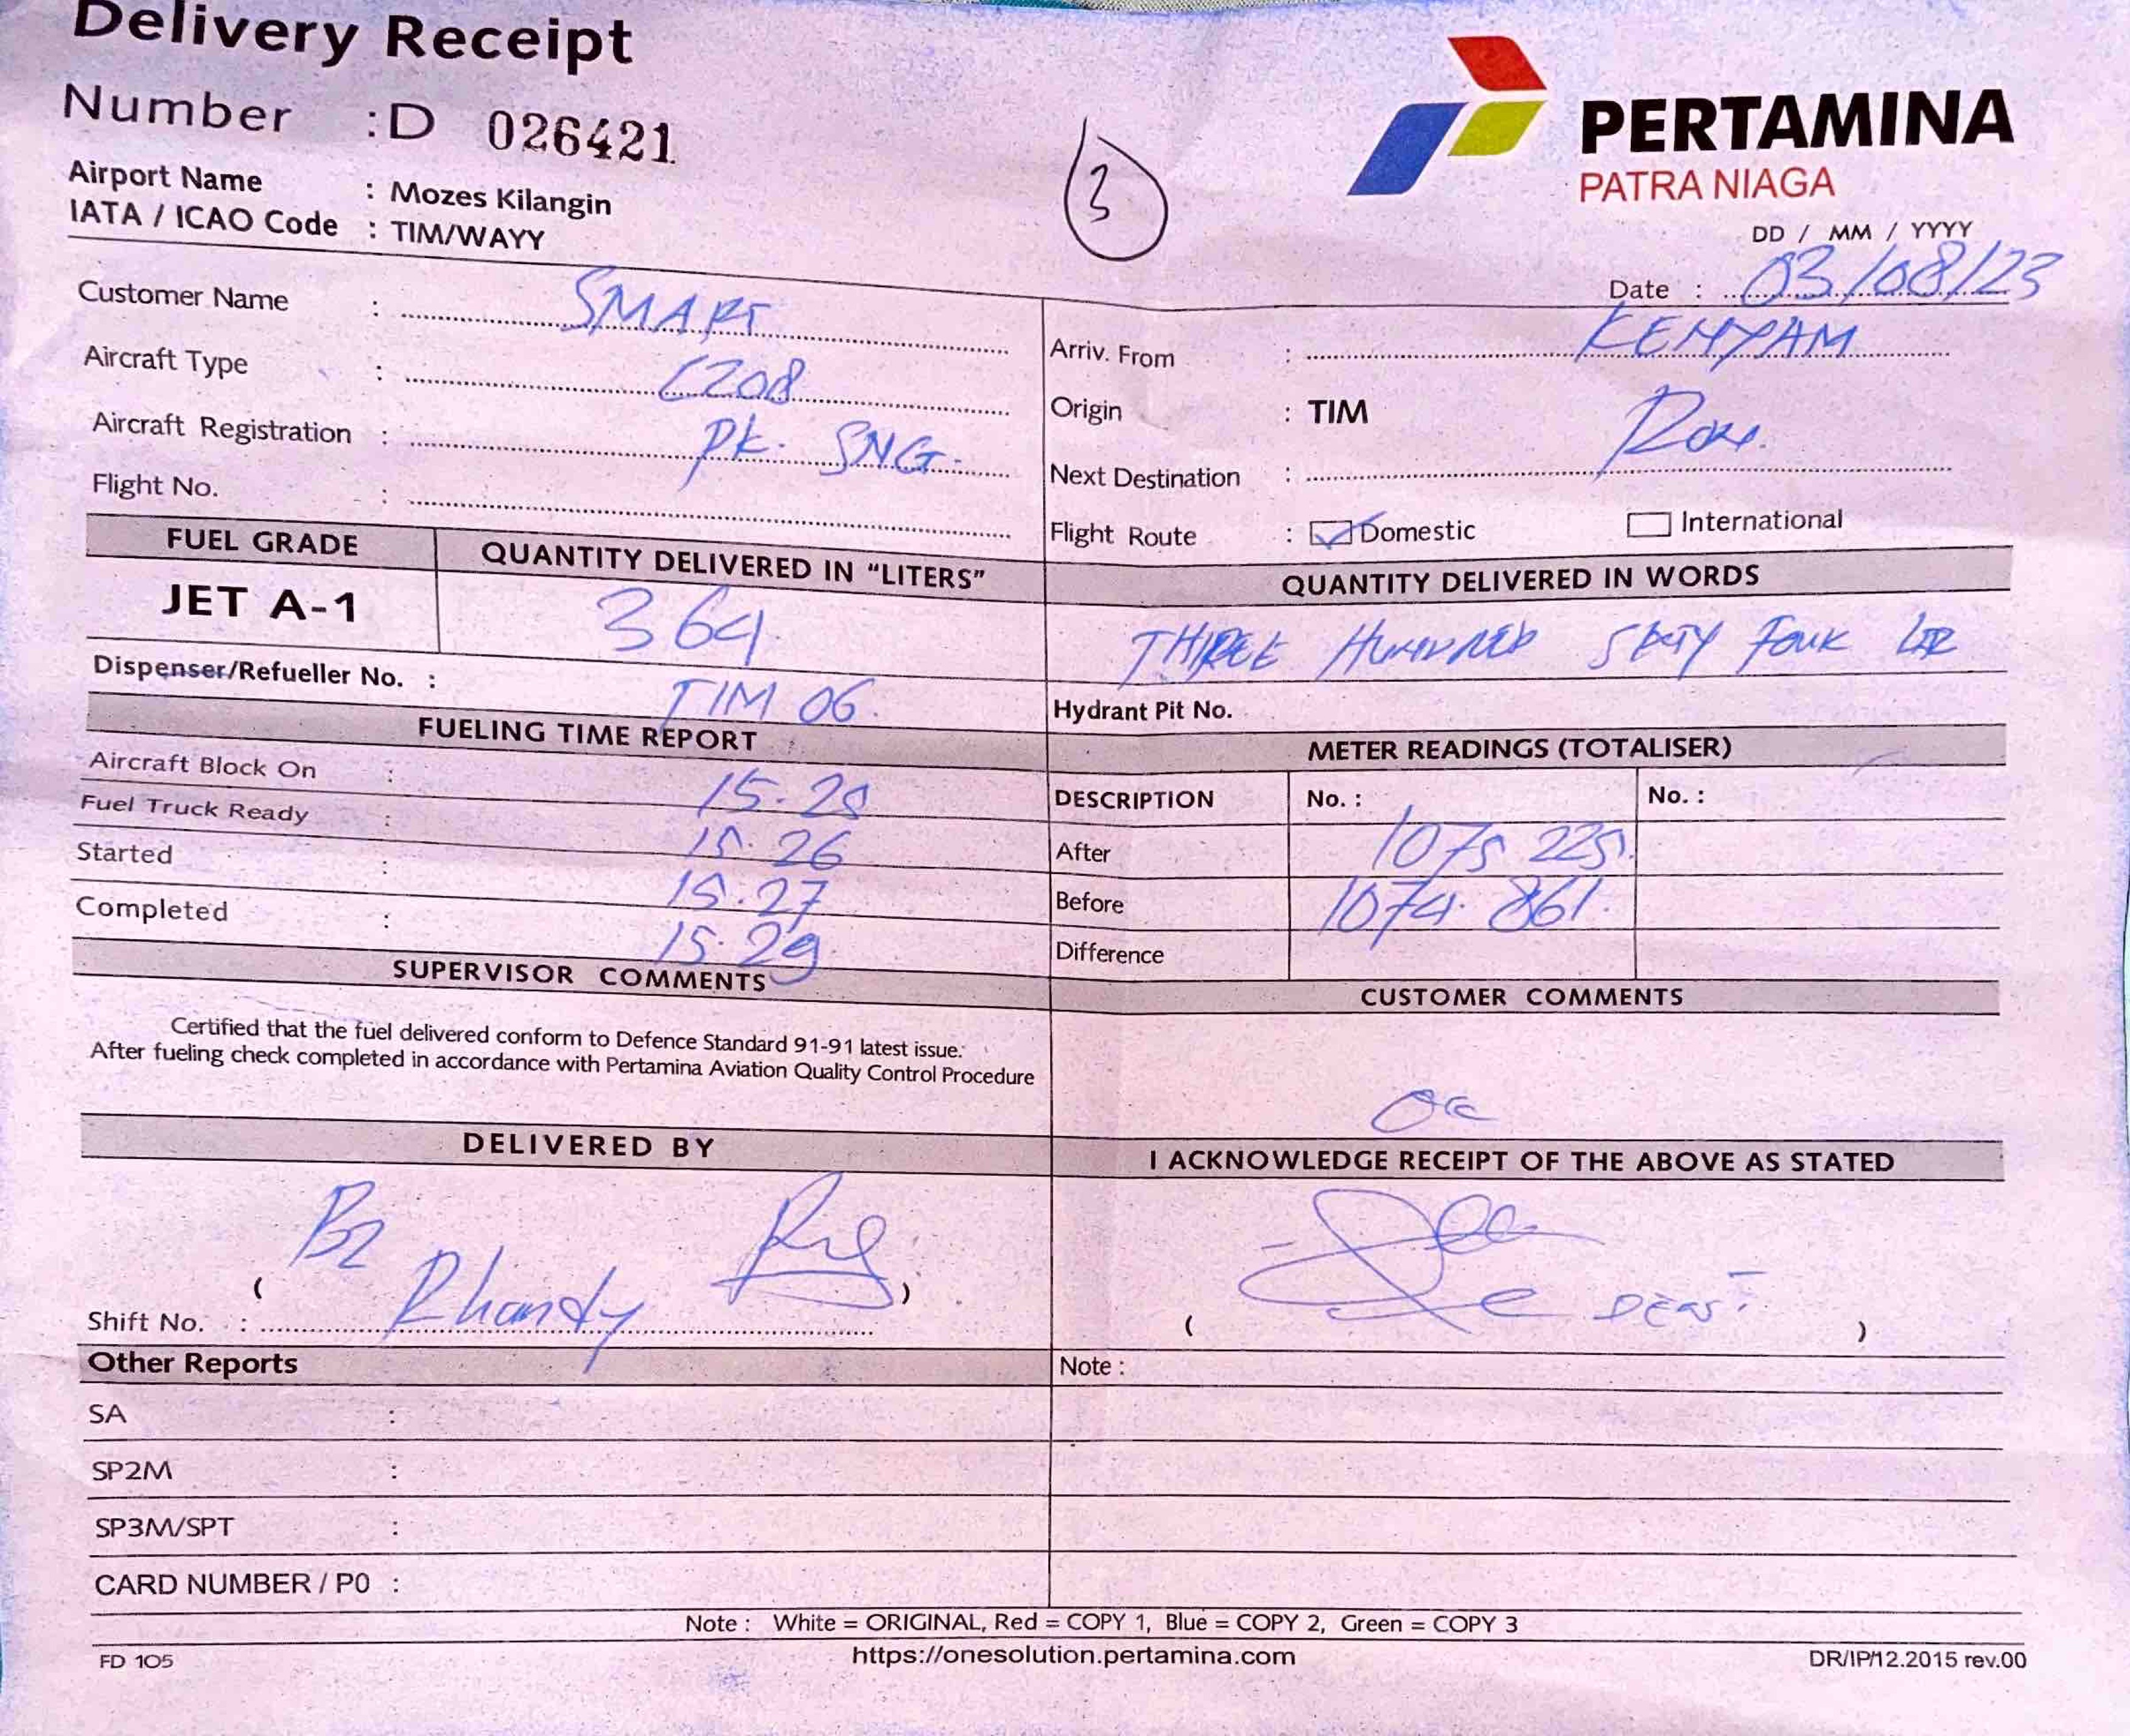 Delivery Receipt
Number : D 026421
Airport Name : Mozes Kilangin
IATA / ICAO Code : TIM/WAYY
3
PERTAMINA
PATRA NIAGA
DD / MM / YYYY
Date : 03/08/23
Customer Name : SMART
Aircraft Type : C208
Aircraft Registration : PK. SNG.
Flight No. :
Arriv. From : KENYAM
Origin : TIM
Next Destination :
Flight Route : Domestic International
FUEL GRADE QUANTITY DELIVERED IN "LITERS"
JET A-1 364
QUANTITY DELIVERED IN WORDS
THREE HUNDRED SIXTY FOUR LTR
Dispenser/Refueller No. : TIM 06.
Hydrant Pit No.
FUELING TIME REPORT
Aircraft Block On :
Fuel Truck Ready : 15.26
Started : 15.27
Completed : 15.29
METER READINGS (TOTALISER)
DESCRIPTION No. : No. :
After 1075 225.
Before 1074. 861.
Difference
SUPERVISOR COMMENTS
Certified that the fuel delivered conform to Defence Standard 91-91 latest issue.
After fueling check completed in accordance with Pertamina Aviation Quality Control Procedure
CUSTOMER COMMENTS
DELIVERED BY
B2
( Rhandy )
Shift No. :
I ACKNOWLEDGE RECEIPT OF THE ABOVE AS STATED
( )
Other Reports
Note :
SA :
SP2M :
SP3M/SPT :
CARD NUMBER / PO :
Note : White = ORIGINAL, Red = COPY 1, Blue = COPY 2, Green = COPY 3
FD 105
https://onesolution.pertamina.com
DR/IP/12.2015 rev.00